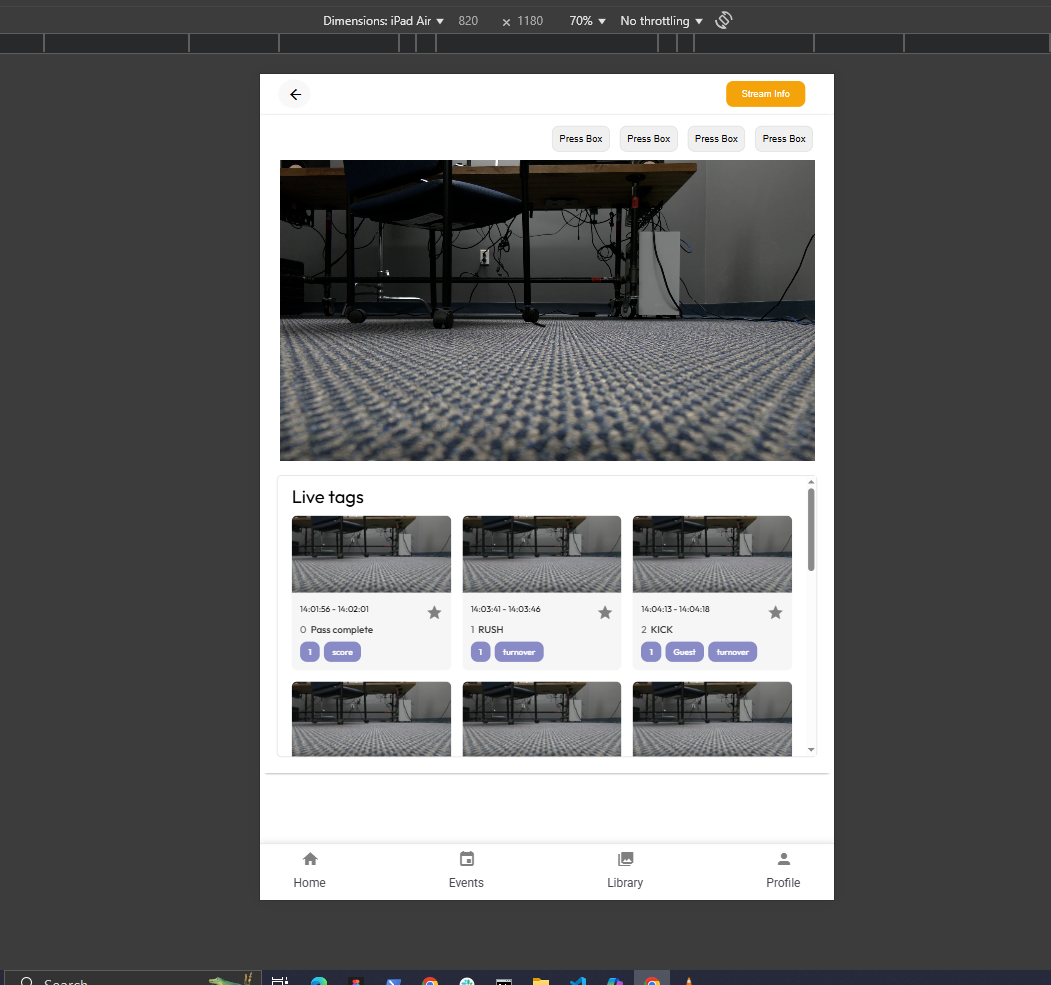 Dimensions: iPad Air 820 × 1180 70% No throttling
Stream Info
Press Box Press Box Press Box Press Box
Live tags
14:01:56 - 14:02:01 14:03:41 - 14:03:46 14:04:13 - 14:04:18
0 Pass complete 1 RUSH 2 KICK
1 score 1 turnover 1 Guest turnover
Home Events Library Profile
Search